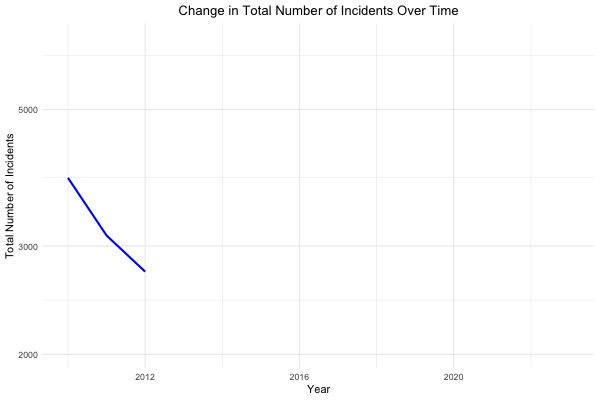 Change in Total Number of Incidents Over Time
Total Number of Incidents
5000
3000
2000
2012
2016
2020
Year